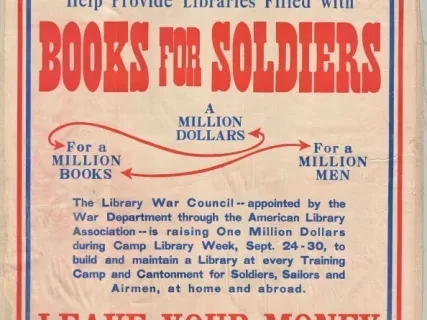 Help Provide Libraries Filled with
BOOKS FOR SOLDIERS
A
MILLION
DOLLARS
For a
MILLION
BOOKS
For a
MILLION
MEN
The Library War Council -- appointed by the
War Department through the American Library
Association -- is raising One Million Dollars
during Camp Library Week, Sept. 24-30, to
build and maintain a Library at every Training
Camp and Cantonment for Soldiers, Sailors and
Airmen, at home and abroad.
LEAVE YOUR MONEY